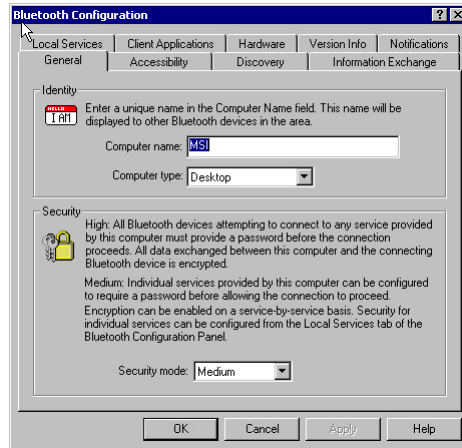 Bluetooth Configuration
Local Services Client Applications Hardware Version Info Notifications
General Accessibility Discovery Information Exchange
Identity
HELLO
I AM
Enter a unique name in the Computer Name field. This name will be
displayed to other Bluetooth devices in the area.
Computer name: MSI
Computer type: Desktop
Security
High: All Bluetooth devices attempting to connect to any service provided
by this computer must provide a password before the connection
proceeds. All data exchanged between this computer and the connecting
Bluetooth device is encrypted.
Medium: Individual services provided by this computer can be configured
to require a password before allowing the connection to proceed.
Encryption can be enabled on a service-by-service basis. Security for
individual services can be configured from the Local Services tab of the
Bluetooth Configuration Panel.
Security mode: Medium
OK Cancel Apply Help